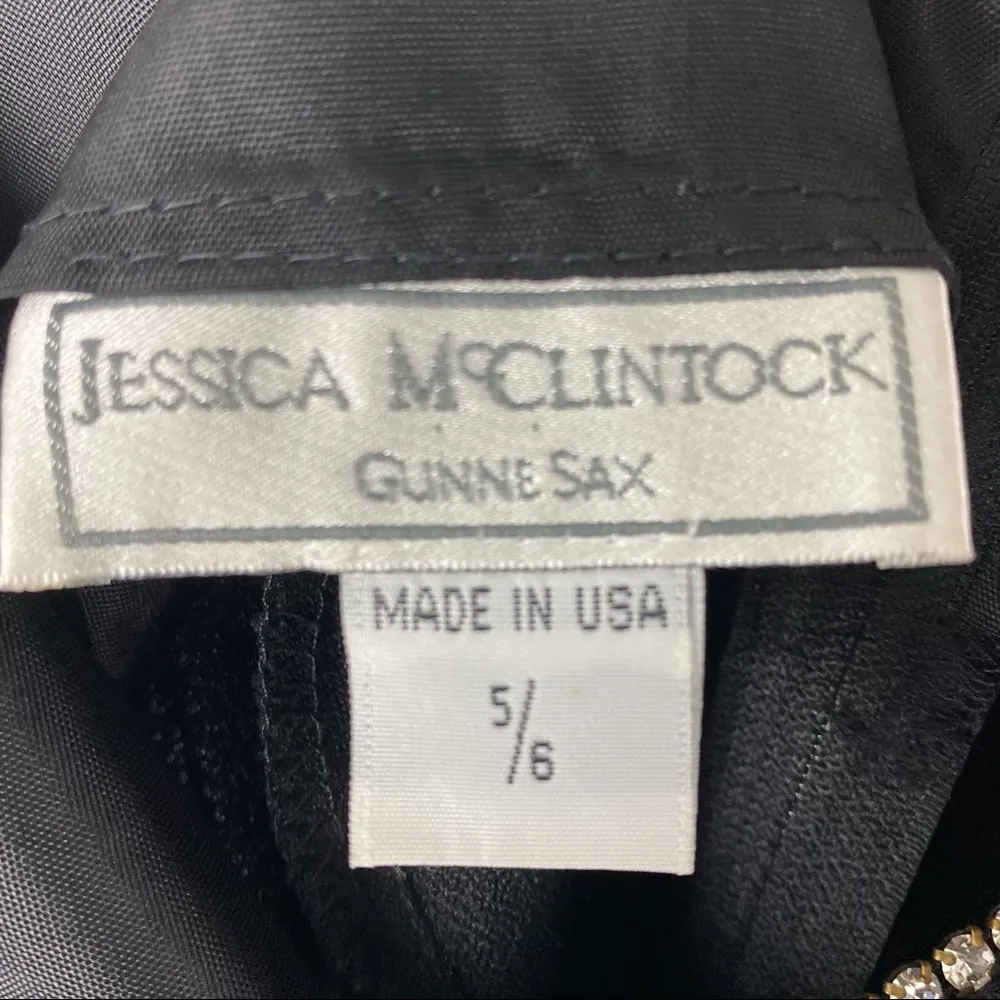 JESSICA McCLINTOCK
GUNNE SAX
MADE IN USA
5/6